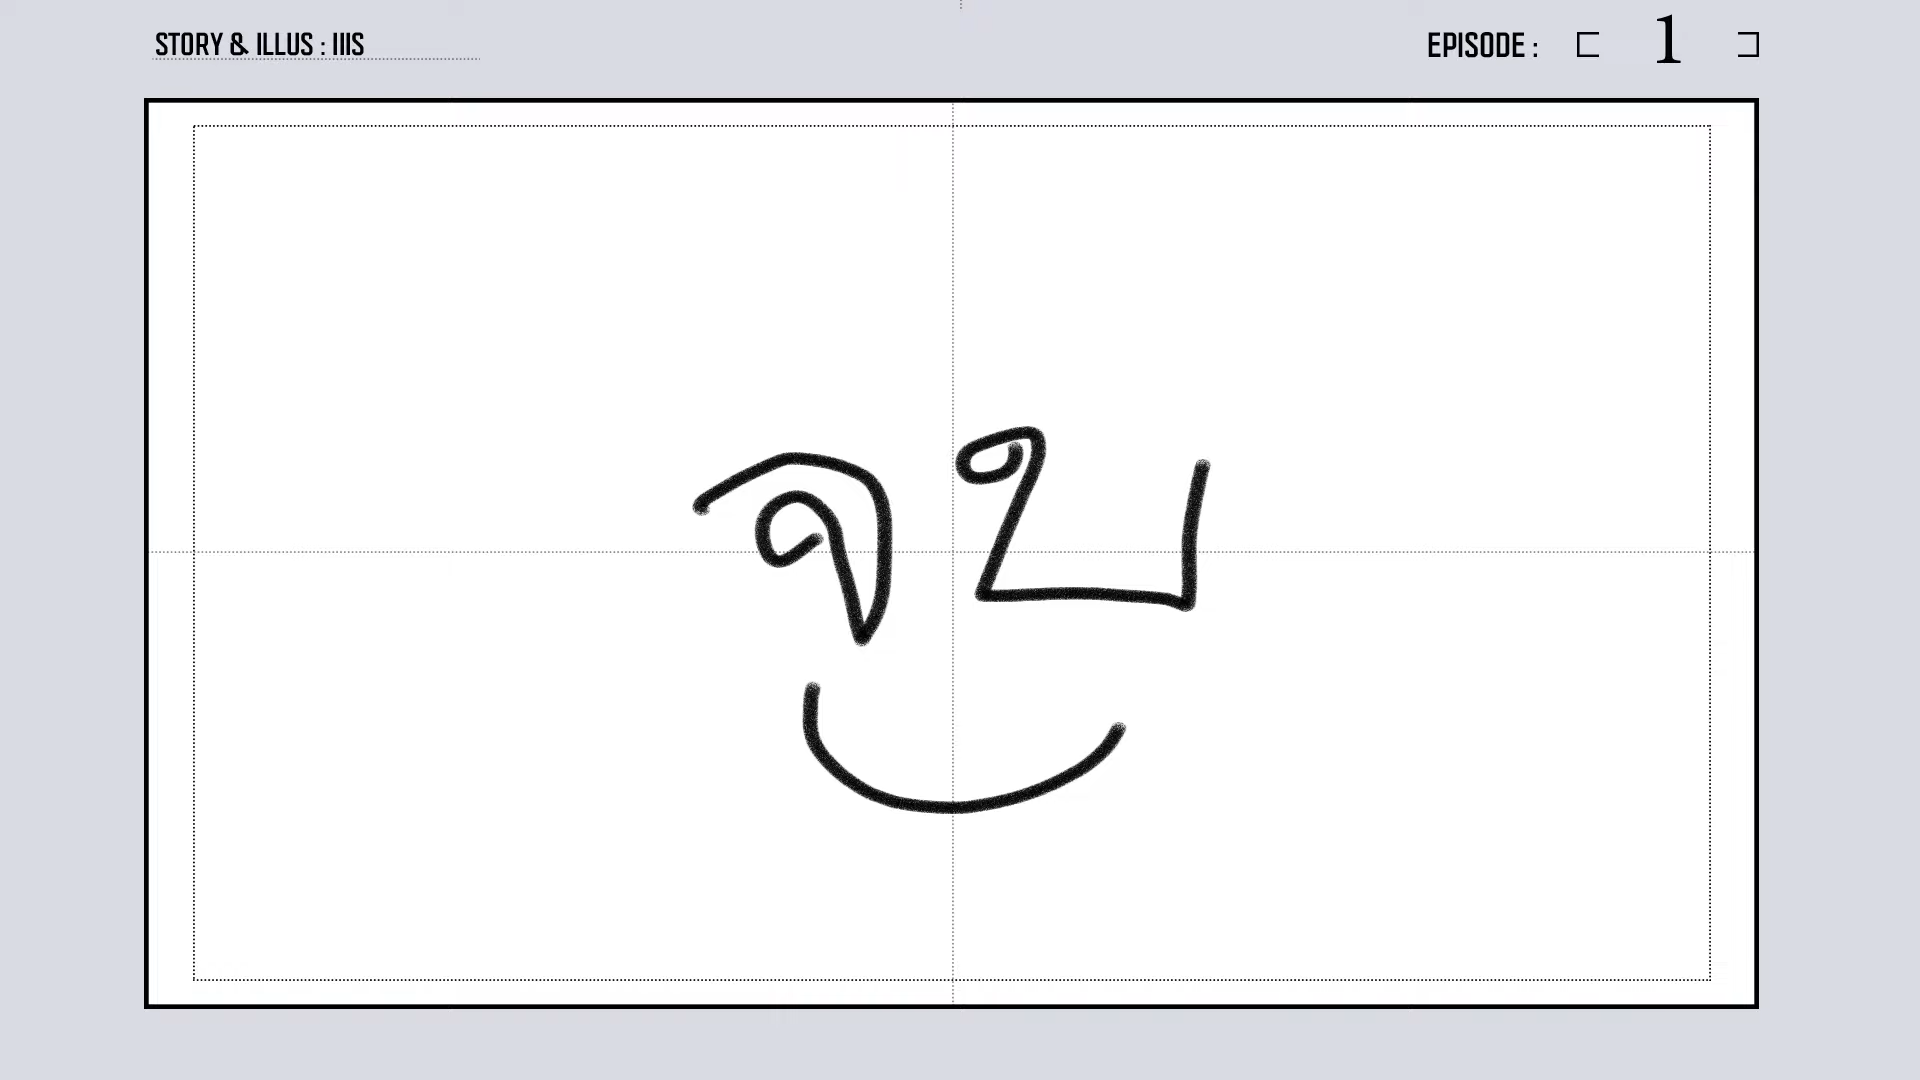 STORY & ILLUS : IIIS
EPISODE : 1
จบ